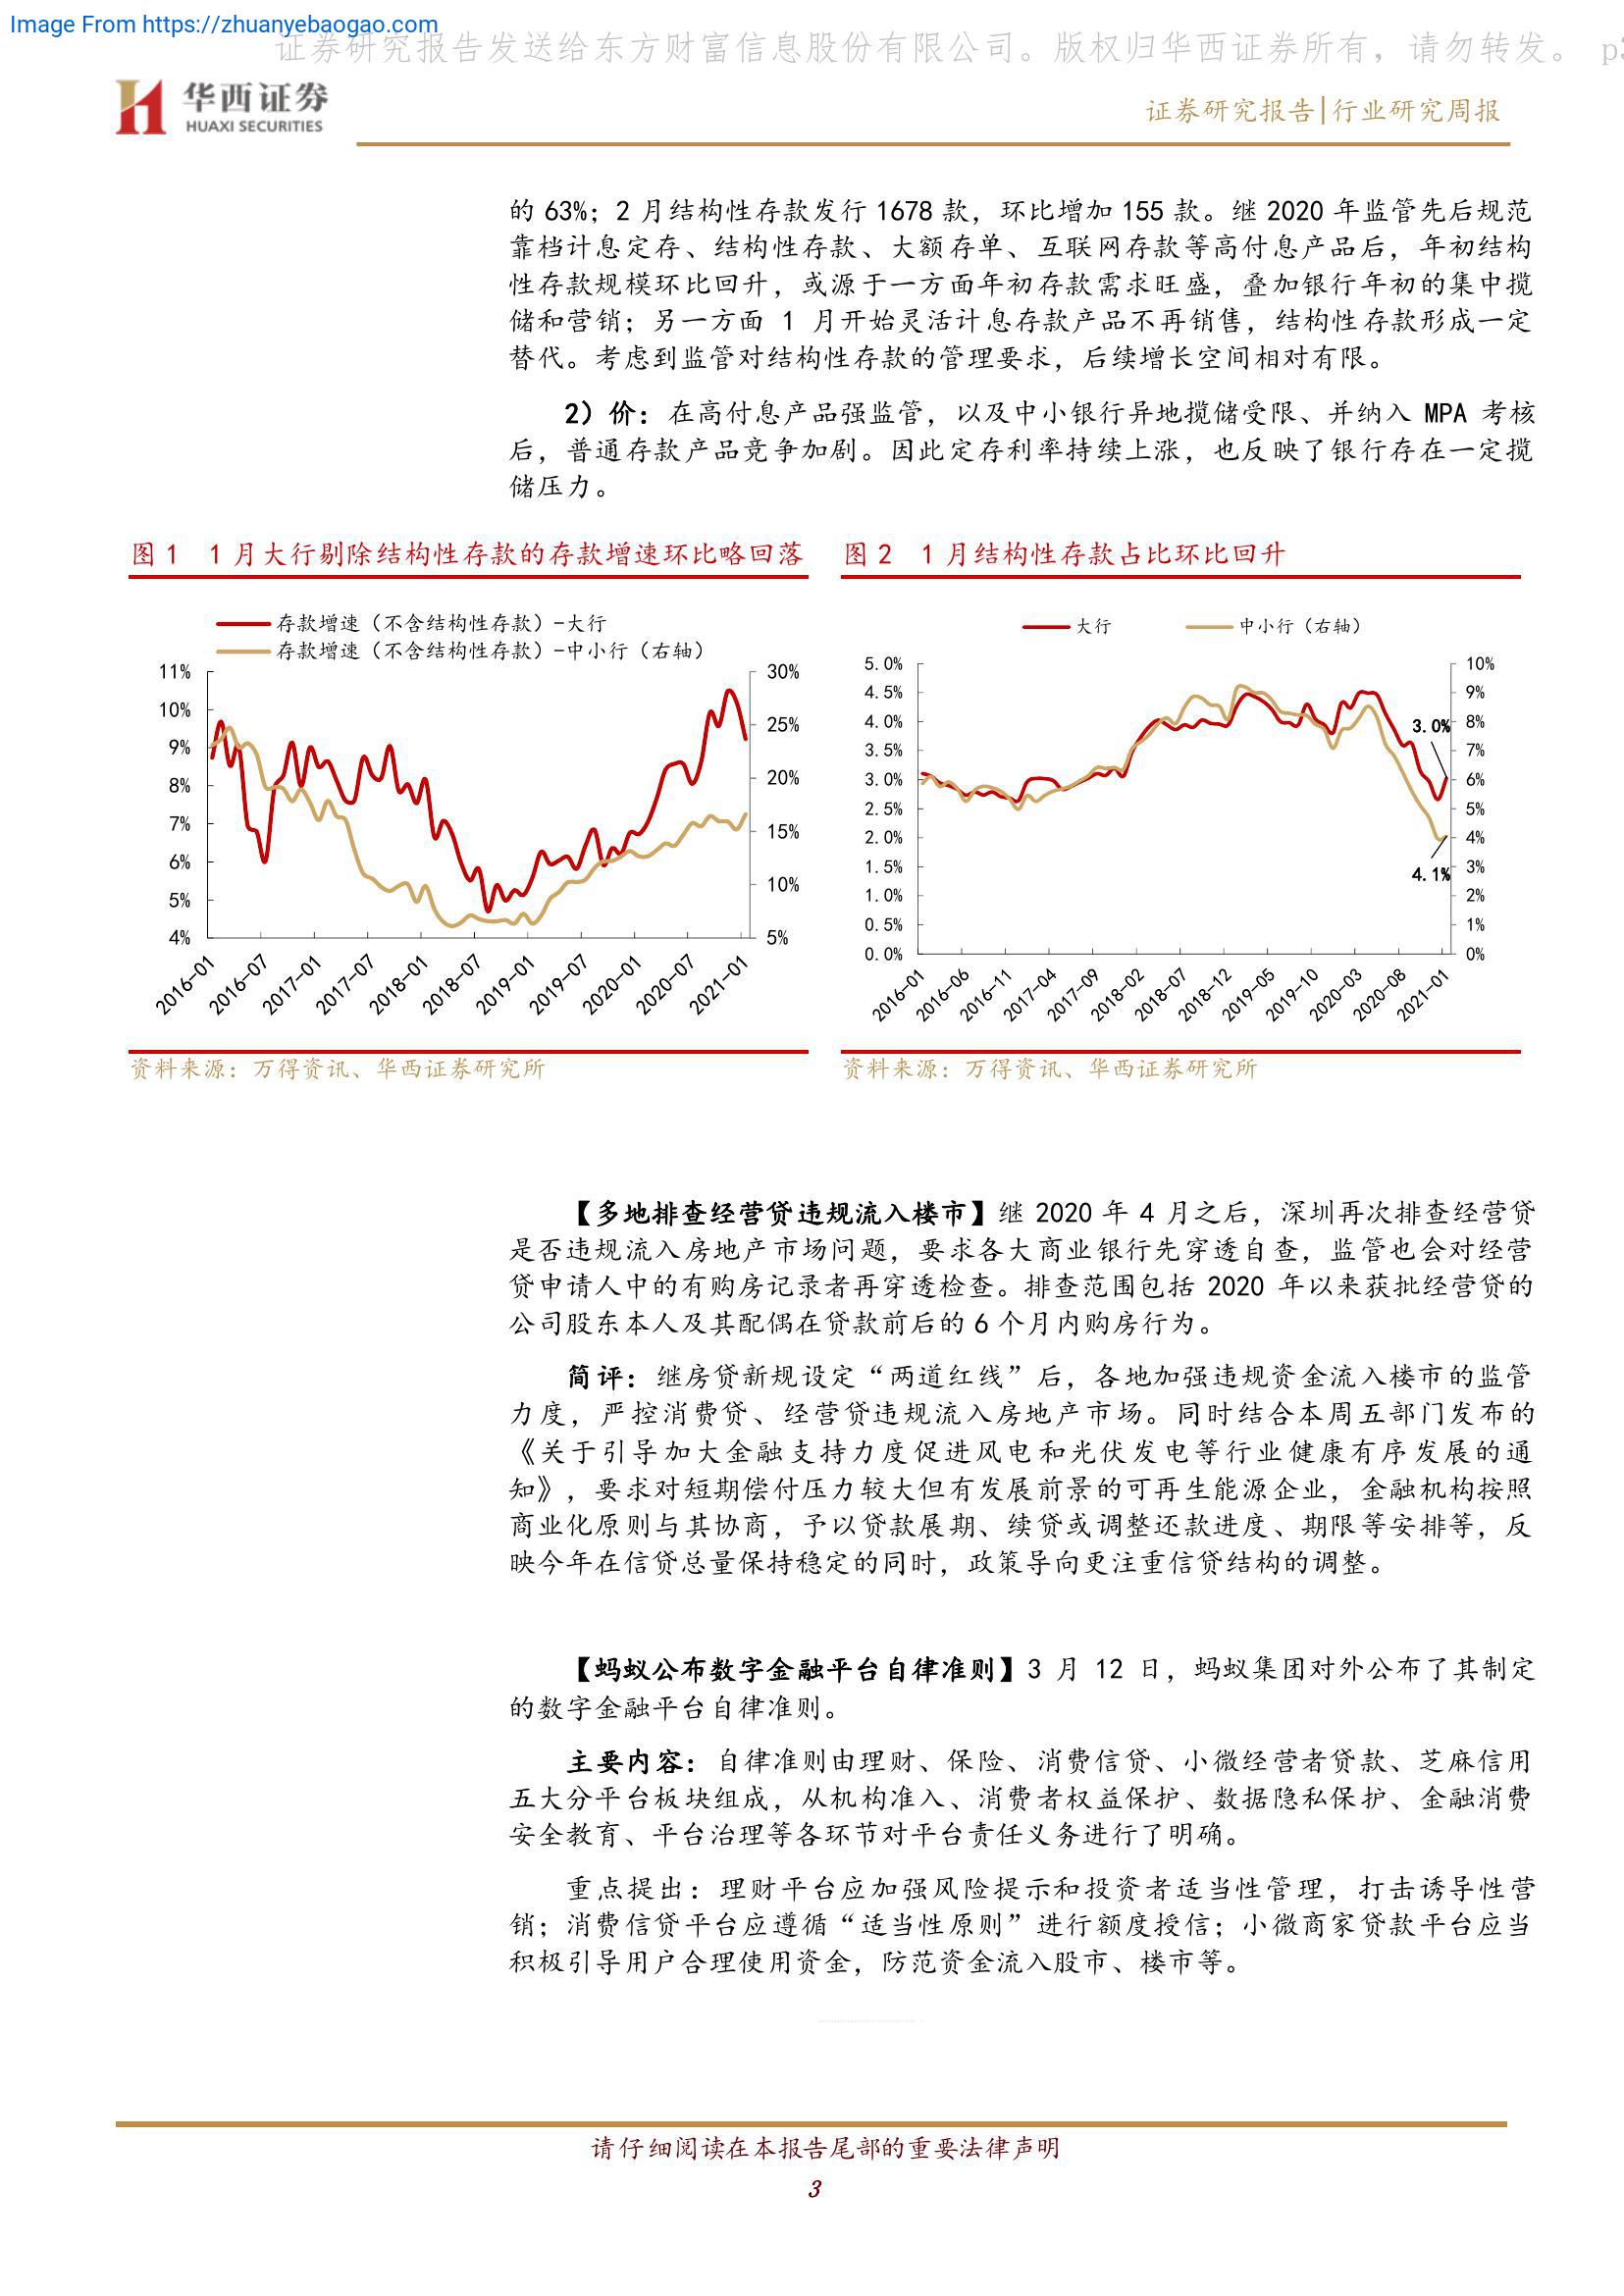 Image From https://zhuanyebaogao.com
证券研究报告发送给东方财富信息股份有限公司。版权归华西证券所有，请勿转发。 p3
华西证券
HUAXI SECURITIES
证券研究报告|行业研究周报
的 63%；2 月结构性存款发行 1678 款，环比增加 155 款。继 2020 年监管先后规范
靠档计息定存、结构性存款、大额存单、互联网存款等高付息产品后，年初结构
性存款规模环比回升，或源于一方面年初存款需求旺盛，叠加银行年初的集中揽
储和营销；另一方面 1 月开始灵活计息存款产品不再销售，结构性存款形成一定
替代。考虑到监管对结构性存款的管理要求，后续增长空间相对有限。
2）价：在高付息产品强监管，以及中小银行异地揽储受限、并纳入 MPA 考核
后，普通存款产品竞争加剧。因此定存利率持续上涨，也反映了银行存在一定揽
储压力。
图 1 1 月大行剔除结构性存款的存款增速环比略回落
存款增速（不含结构性存款）-大行
存款增速（不含结构性存款）-中小行（右轴）
11% 30%
10%
25%
9%
20%
8%
7%
15%
6%
10%
5%
4% 5%
2016-01 2016-07 2017-01 2017-07 2018-01 2018-07 2019-01 2019-07 2020-01 2020-07 2021-01
资料来源：万得资讯、华西证券研究所
图 2 1 月结构性存款占比环比回升
大行 中小行（右轴）
5.0% 10%
4.5% 9%
4.0% 3.0% 8%
3.5% 7%
3.0% 6%
2.5% 5%
2.0% 4%
1.5% 4.1% 3%
1.0% 2%
0.5% 1%
0.0% 0%
2016-01 2016-06 2016-11 2017-04 2017-09 2018-02 2018-07 2018-12 2019-05 2019-10 2020-03 2020-08 2021-01
资料来源：万得资讯、华西证券研究所
【多地排查经营贷违规流入楼市】继 2020 年 4 月之后，深圳再次排查经营贷
是否违规流入房地产市场问题，要求各大商业银行先穿透自查，监管也会对经营
贷申请人中的有购房记录者再穿透检查。排查范围包括 2020 年以来获批经营贷的
公司股东本人及其配偶在贷款前后的 6 个月内购房行为。
简评：继房贷新规设定“两道红线”后，各地加强违规资金流入楼市的监管
力度，严控消费贷、经营贷违规流入房地产市场。同时结合本周五部门发布的
《关于引导加大金融支持力度促进风电和光伏发电等行业健康有序发展的通
知》，要求对短期偿付压力较大但有发展前景的可再生能源企业，金融机构按照
商业化原则与其协商，予以贷款展期、续贷或调整还款进度、期限等安排等，反
映今年在信贷总量保持稳定的同时，政策导向更注重信贷结构的调整。
【蚂蚁公布数字金融平台自律准则】3 月 12 日，蚂蚁集团对外公布了其制定
的数字金融平台自律准则。
主要内容：自律准则由理财、保险、消费信贷、小微经营者贷款、芝麻信用
五大分平台板块组成，从机构准入、消费者权益保护、数据隐私保护、金融消费
安全教育、平台治理等各环节对平台责任义务进行了明确。
重点提出：理财平台应加强风险提示和投资者适当性管理，打击诱导性营
销；消费信贷平台应遵循“适当性原则”进行额度授信；小微商家贷款平台应当
积极引导用户合理使用资金，防范资金流入股市、楼市等。
请仔细阅读在本报告尾部的重要法律声明
3